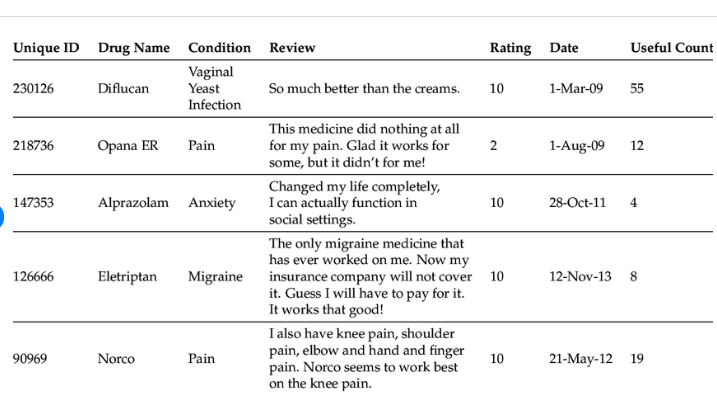 Unique ID Drug Name Condition Review Rating Date Useful Count
Vaginal
230126 Diflucan Yeast So much better than the creams. 10 1-Mar-09 55
Infection
This medicine did nothing at all
218736 Opana ER Pain for my pain. Glad it works for 2 1-Aug-09 12
some, but it didn't for me!
Changed my life completely,
147353 Alprazolam Anxiety I can actually function in 10 28-Oct-11 4
social settings.
The only migraine medicine that
has ever worked on me. Now my
126666 Eletriptan Migraine insurance company will not cover 10 12-Nov-13 8
it. Guess I will have to pay for it.
It works that good!
I also have knee pain, shoulder
pain, elbow and hand and finger
90969 Norco Pain pain. Norco seems to work best 10 21-May-12 19
on the knee pain.